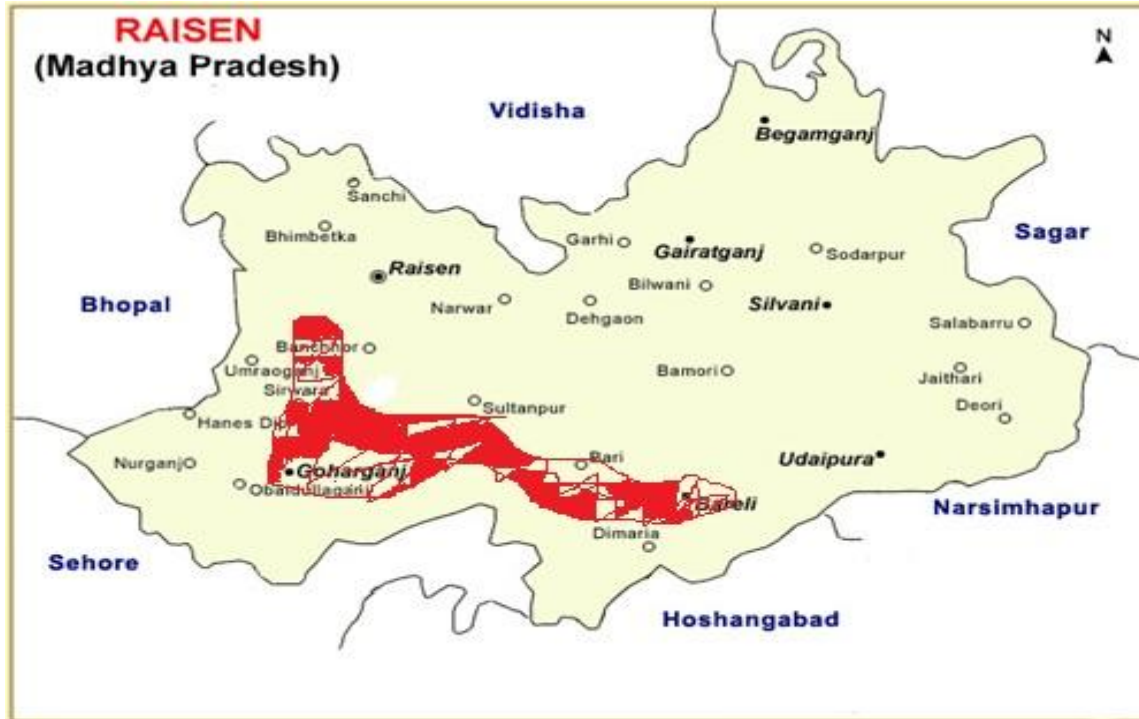 RAISEN
(Madhya Pradesh)
N
Vidisha
Begamganj
Sanchi
Bhimbetka
Garhi
Gairatganj
Sodarpur
Sagar
Raisen
Bilwani
Bhopal
Narwar
Dehgaon
Silvani
Salabarru
Banchhor
Umraoganj
Bamori
Jaithari
Sirwara
Sultanpur
Deori
Hanes
Nurganj
Goharganj
Bari
Udaipura
Obaidullaganj
Bareli
Narsimhapur
Dimaria
Sehore
Hoshangabad